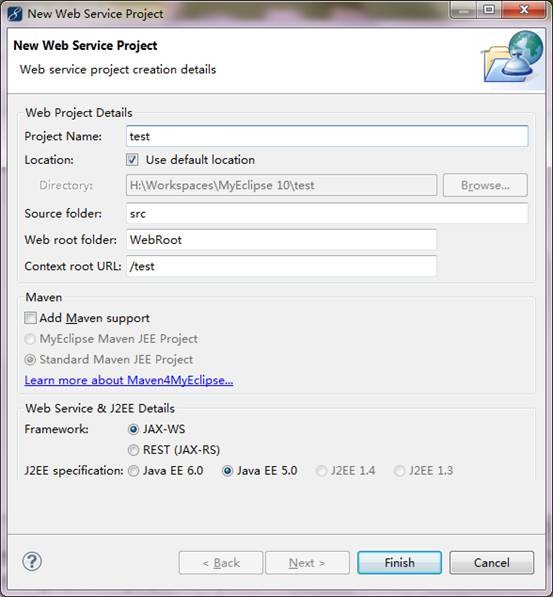 New Web Service Project
New Web Service Project
Web service project creation details
Web Project Details
Project Name: test
Location: Use default location
Directory: H:\Workspaces\MyEclipse 10\test Browse...
Source folder: src
Web root folder: WebRoot
Context root URL: /test
Maven
Add Maven support
MyEclipse Maven JEE Project
Standard Maven JEE Project
Learn more about Maven4MyEclipse...
Web Service & J2EE Details
Framework: JAX-WS
REST (JAX-RS)
J2EE specification: Java EE 6.0 Java EE 5.0 J2EE 1.4 J2EE 1.3
? < Back Next > Finish Cancel